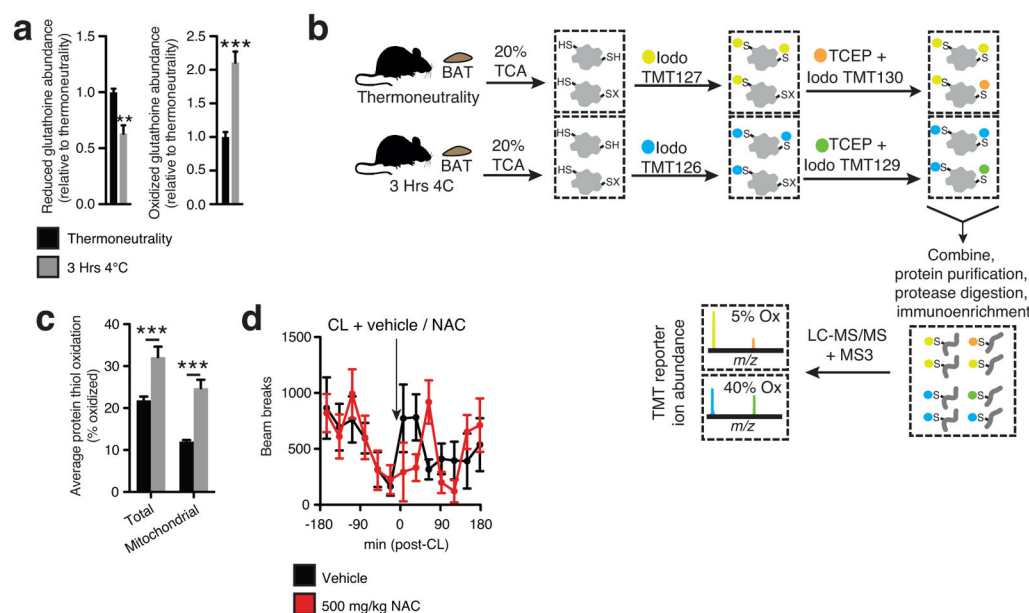 a
Reduced glutathoine abundance
(relative to thermoneutrality)
1.5
1.0
0.5
0.0
**
Oxidized glutathoine abundance
(relative to thermoneutrality)
2.5
2.0
1.5
1.0
0.5
0.0
***
Thermoneutrality
3 Hrs 4°C
b
BAT
Thermoneutrality
20%
TCA
HS
SH
HS
SX
Iodo
TMT127
S
S
S
SX
TCEP +
Iodo TMT130
S
S
S
S
BAT
3 Hrs 4C
20%
TCA
HS
SH
HS
SX
Iodo
TMT126
S
S
S
SX
TCEP +
Iodo TMT129
S
S
S
S
Combine,
protein purification,
protease digestion,
immunoenrichment
S
S
S
S
S
S
S
S
LC-MS/MS
+ MS3
TMT reporter
ion abundance
5% Ox
m/z
40% Ox
m/z
c
Average protein thiol oxidation
(% oxidized)
40
30
20
10
0
***
***
Total
Mitochondrial
d
CL + vehicle / NAC
Beam breaks
1500
1000
500
0
-180
-90
0
90
180
min (post-CL)
Vehicle
500 mg/kg NAC